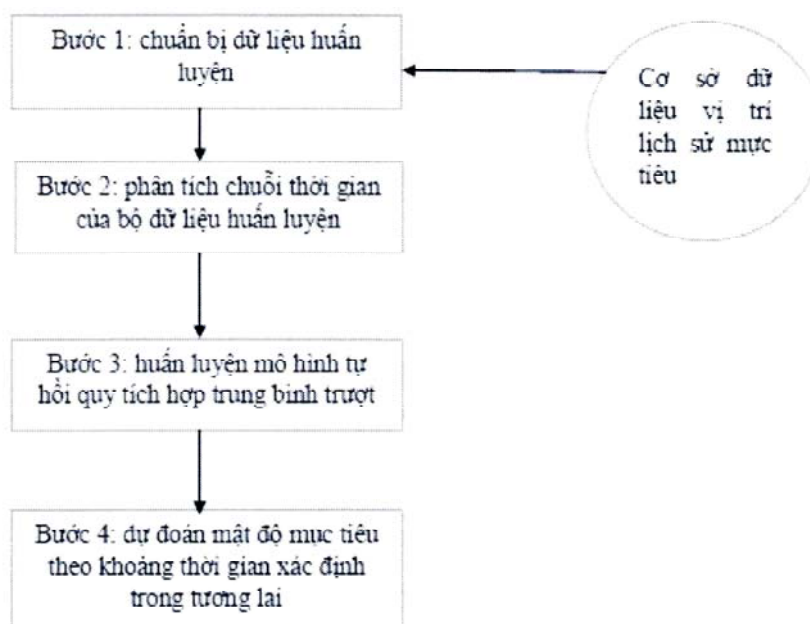 Bước 1: chuẩn bị dữ liệu huấn
luyện
Cơ sở dữ
liệu vị trí
lịch sử mực
tiêu
Bước 2: phân tích chuỗi thời gian
của bộ dữ liệu huấn luyện
Bước 3: huấn luyện mô hình tự
hồi quy tích hợp trung bình trượt
Bước 4: dự đoán mật độ mục tiêu
theo khoảng thời gian xác định
trong tương lai